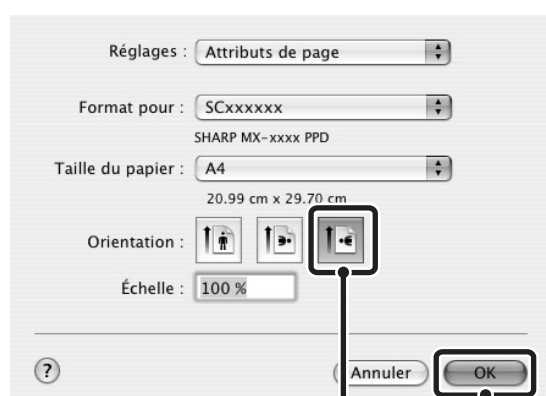 Réglages : Attributs de page
Format pour : SCxxxxxx
SHARP MX-xxxx PPD
Taille du papier : A4
20.99 cm x 29.70 cm
Orientation :
Échelle : 100 %
? Annuler OK